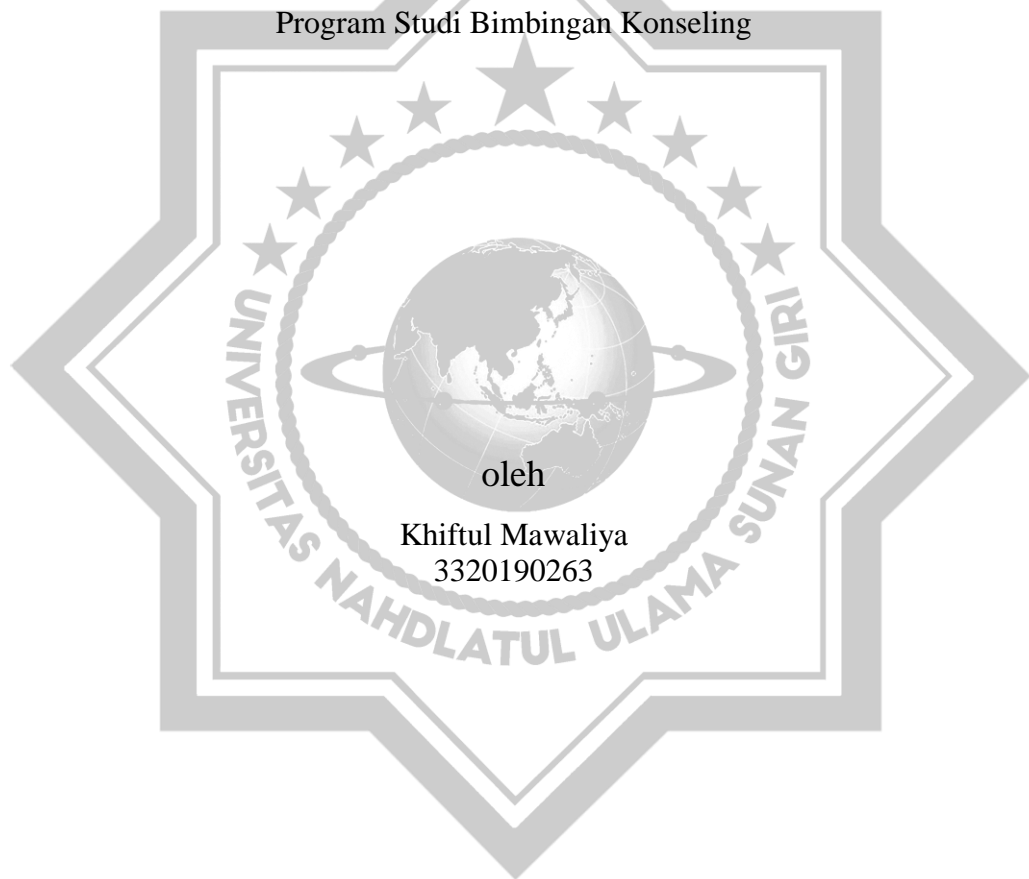 Program Studi Bimbingan Konseling
UNIVERSITAS NAHDLATUL ULAMA SUNAN GIRI
oleh
Khiftul Mawaliya
3320190263